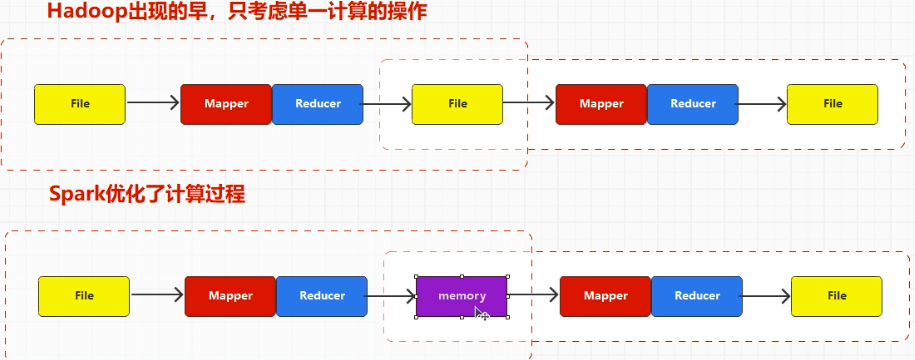 Hadoop出现的早，只考虑单一计算的操作
File
Mapper
Reducer
File
Mapper
Reducer
File
Spark优化了计算过程
File
Mapper
Reducer
memory
Mapper
Reducer
File